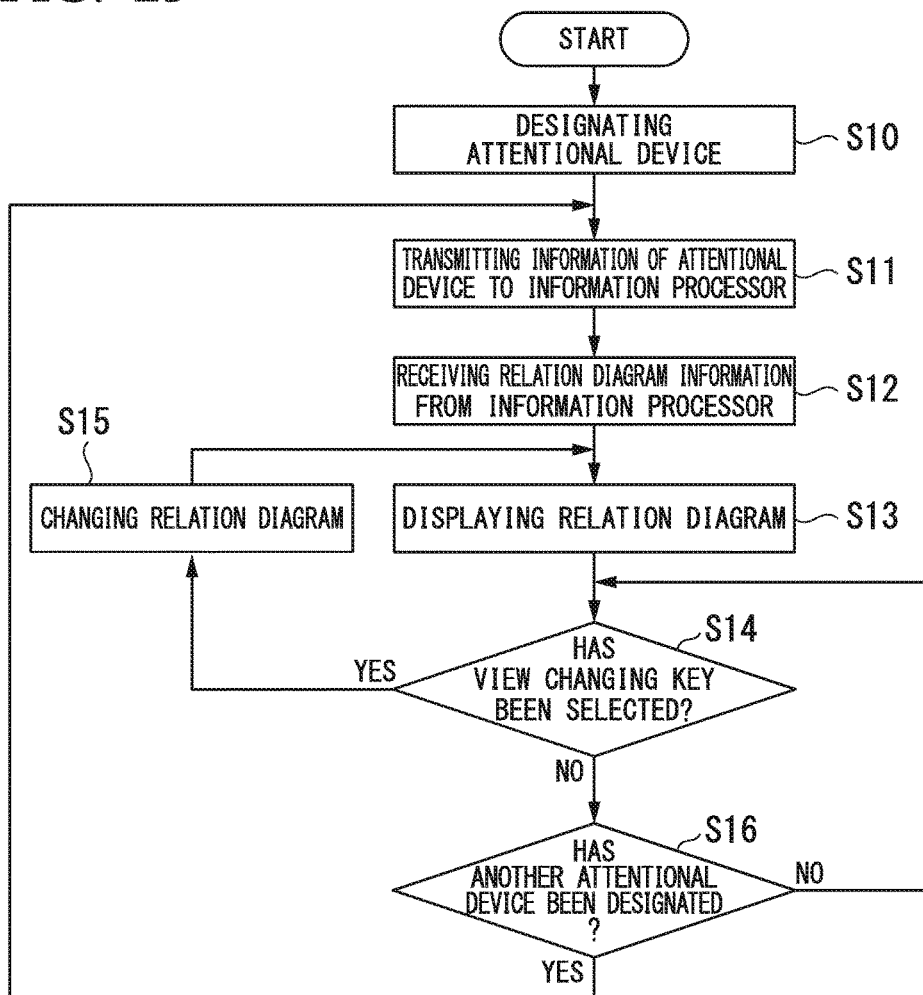 START
DESIGNATING
ATTENTIONAL DEVICE
S10
TRANSMITTING INFORMATION OF ATTENTIONAL
DEVICE TO INFORMATION PROCESSOR
S11
RECEIVING RELATION DIAGRAM INFORMATION
FROM INFORMATION PROCESSOR
S12
S15
CHANGING RELATION DIAGRAM
DISPLAYING RELATION DIAGRAM
S13
S14
HAS
VIEW CHANGING KEY
BEEN SELECTED?
YES
NO
S16
HAS
ANOTHER ATTENTIONAL
DEVICE BEEN DESIGNATED
?
NO
YES